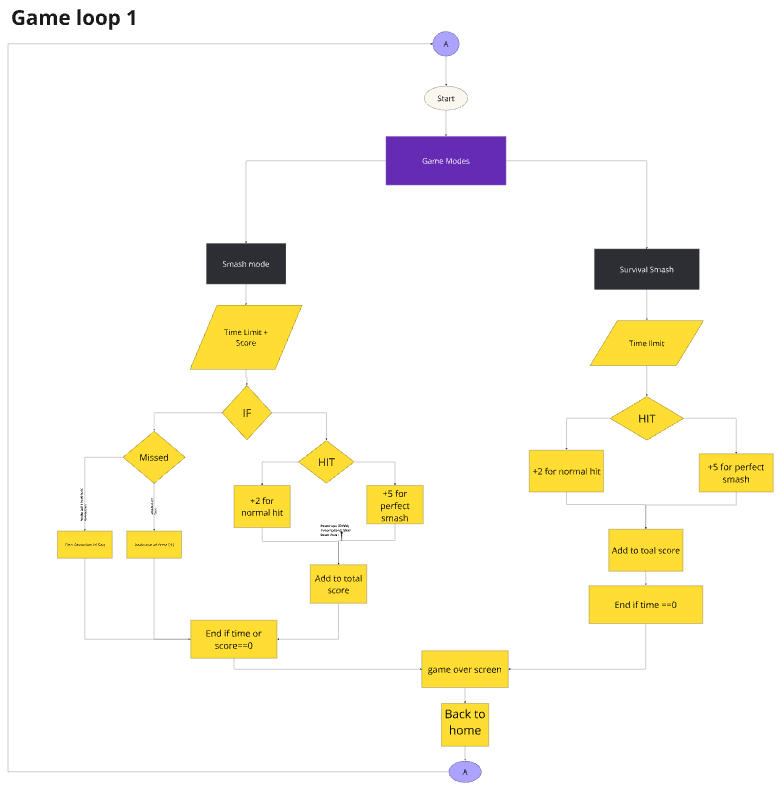 Game loop 1
A
Start
Game Modes
Smash mode
Survival Smash
Time Limit +
Score
Time lImit
IF
HIT
Missed
HIT
+2 for normal hit
+5 for perfect
smash
+2 for
normal hit
+5 for
perfect
smash
Add to toal score
Add to total
score
End if time ==0
End if time or
score==0
game over screen
Back to
home
A